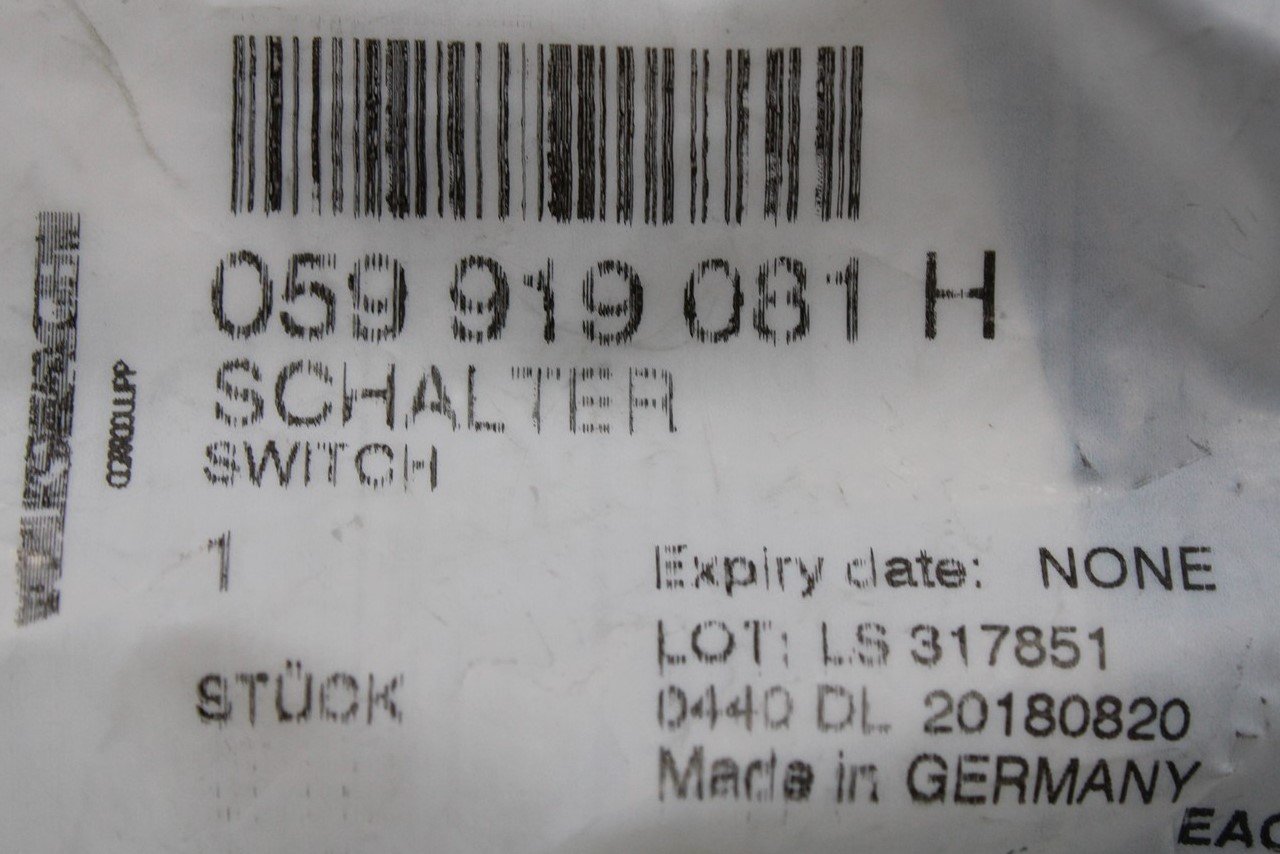 059 919 081 H
SCHALTER
SWITCH
1
STÜCK
Expiry date: NONE
LOT: LS 317851
0440 DL 20180820
Made in GERMANY
EAC